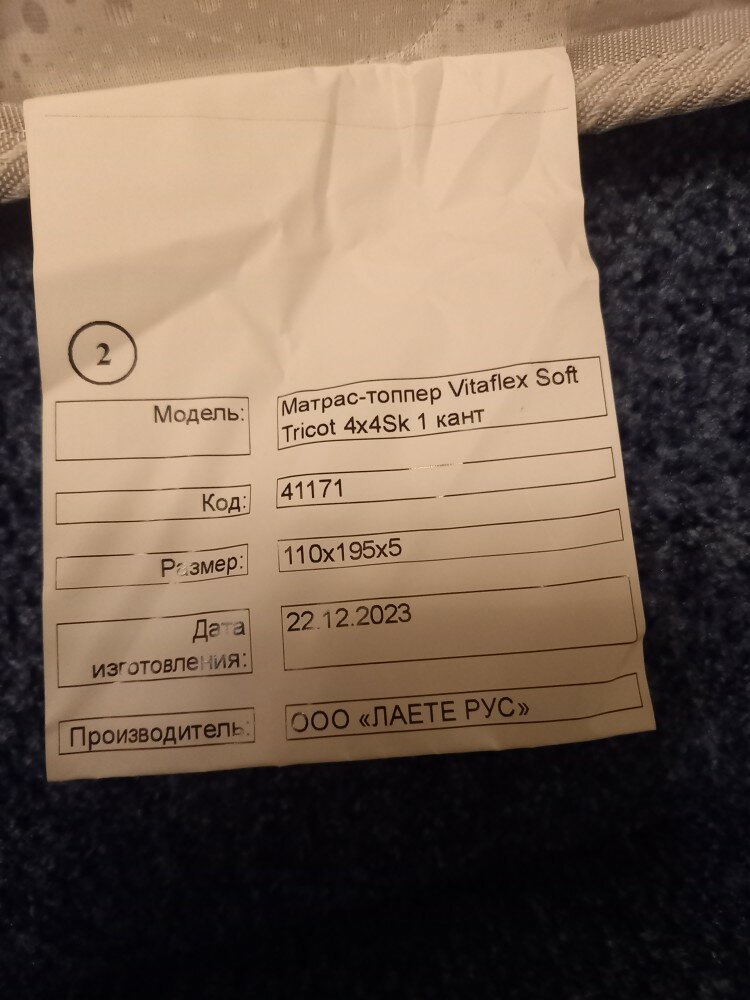 2
Модель:
Матрас-топпер Vitaflex Soft
Tricot 4x4Sk 1 кант
Код:
41171
Размер:
110x195x5
Дата
изготовления:
22.12.2023
Производитель:
ООО «ЛАЕТЕ РУС»